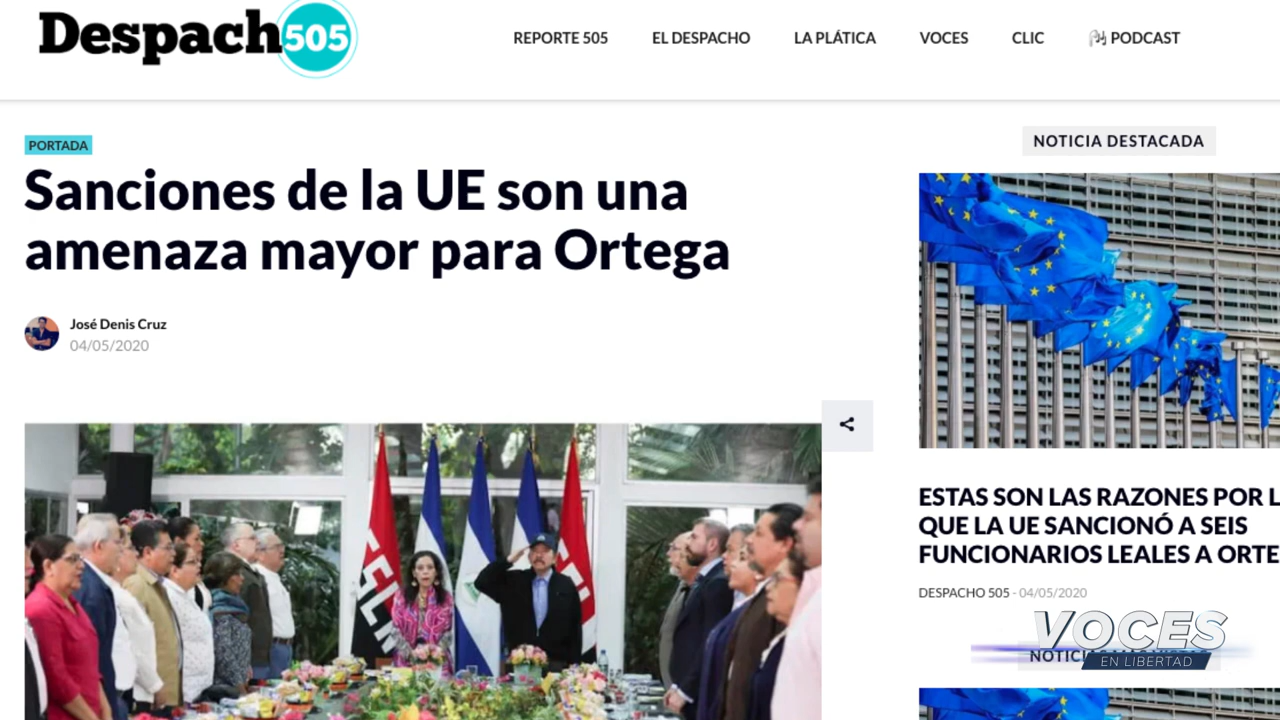 Despach505
REPORTE 505
EL DESPACHO
LA PLÁTICA
VOCES
CLIC
PODCAST
PORTADA
Sanciones de la UE son una
amenaza mayor para Ortega
José Denis Cruz
04/05/2020
NOTICIA DESTACADA
ESTAS SON LAS RAZONES POR L
QUE LA UE SANCIONÓ A SEIS
FUNCIONARIOS LEALES A ORTE
DESPACHO 505 - 04/05/2020
VOCES
EN LIBERTAD